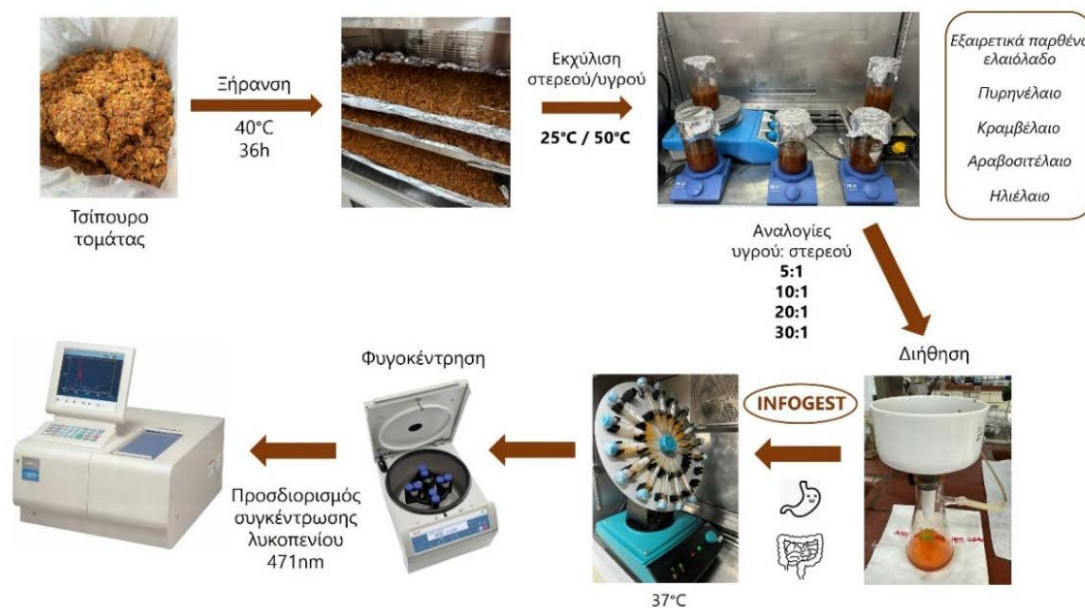 Ξήρανση
40°C
36h
Τσίπουρο
τομάτας
Εκχύλιση
στερεού/υγρού
25°C / 50°C
Εξαιρετικά παρθένο
ελαιόλαδο
Πυρηνέλαιο
Κραμβέλαιο
Αραβοσιτέλαιο
Ηλιέλαιο
Αναλογίες
υγρού: στερεού
5:1
10:1
20:1
30:1
Διήθηση
INFOGEST
37°C
Φυγοκέντρηση
Προσδιορισμός
συγκέντρωσης
λυκοπενίου
471nm